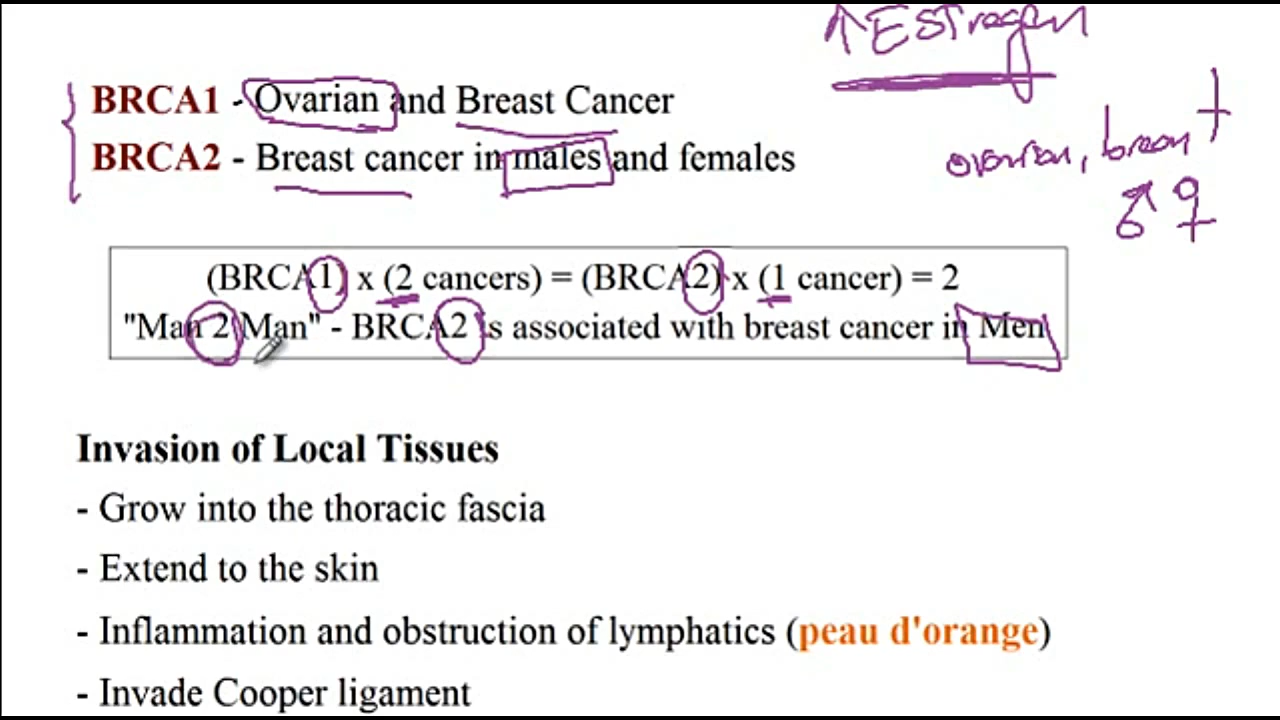 ↑ Estrogen
BRCA1 - Ovarian and Breast Cancer
BRCA2 - Breast cancer in males and females
ovarian, breast
♂ ♀
(BRCA1) x (2 cancers) = (BRCA2) x (1 cancer) = 2
"Man 2 Man" - BRCA2 is associated with breast cancer in Men
Invasion of Local Tissues
- Grow into the thoracic fascia
- Extend to the skin
- Inflammation and obstruction of lymphatics (peau d'orange)
- Invade Cooper ligament